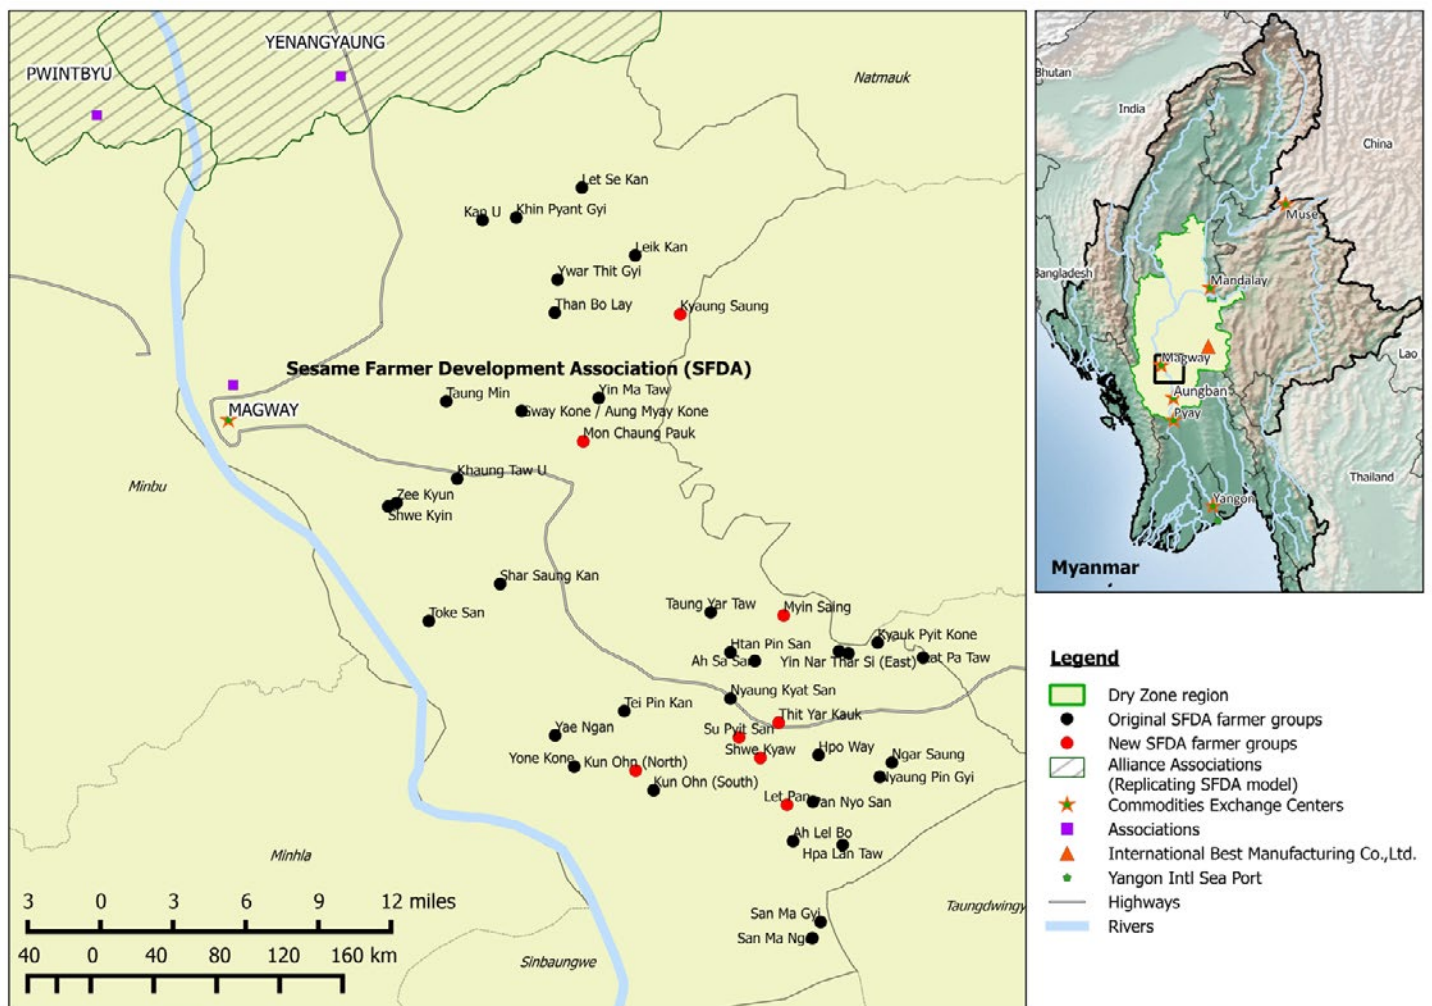 YENANGYAUNG
PWINTBYU
Natmauk
Let Se Kan
Kan U
Khin Pyant Gyi
Leik Kan
Ywar Thit Gyi
Than Bo Lay
Kyaung Saung
Sesame Farmer Development Association (SFDA)
Taung Min
Yin Ma Taw
Sway Kone / Aung Myay Kone
MAGWAY
Mon Chaung Pauk
Khaung Taw U
Minbu
Zee Kyun
Shwe Kyin
Shar Saung Kan
Toke San
Taung Yar Taw
Myin Saing
Kyauk Pyit Kone
Htan Pin San
Ah Sa San
Yin Nar Thar Si (East)
Pa Taw
Nyaung Kyat San
Tei Pin Kan
Thit Yar Kauk
Yae Ngan
Su Pyit San
Shwe Kyaw
Hpo Way
Ngar Saung
Yone Kone
Kun Ohn (North)
Nyaung Pin Gyi
Kun Ohn (South)
Let Pan
Nyo San
Ah Lel Bo
Hpa Lan Taw
Minhla
San Ma Gyi
Taungdwingy
San Ma
Sinbaungwe
3 0 3 6 9 12 miles
40 0 40 80 120 160 km
Bhutan
India
China
Muse
Bangladesh
Mandalay
Magway
Lao
Aungban
Pyay
Thailand
Yangon
Myanmar
Legend
Dry Zone region
Original SFDA farmer groups
New SFDA farmer groups
Alliance Associations
(Replicating SFDA model)
Commodities Exchange Centers
Associations
International Best Manufacturing Co.,Ltd.
Yangon Intl Sea Port
Highways
Rivers